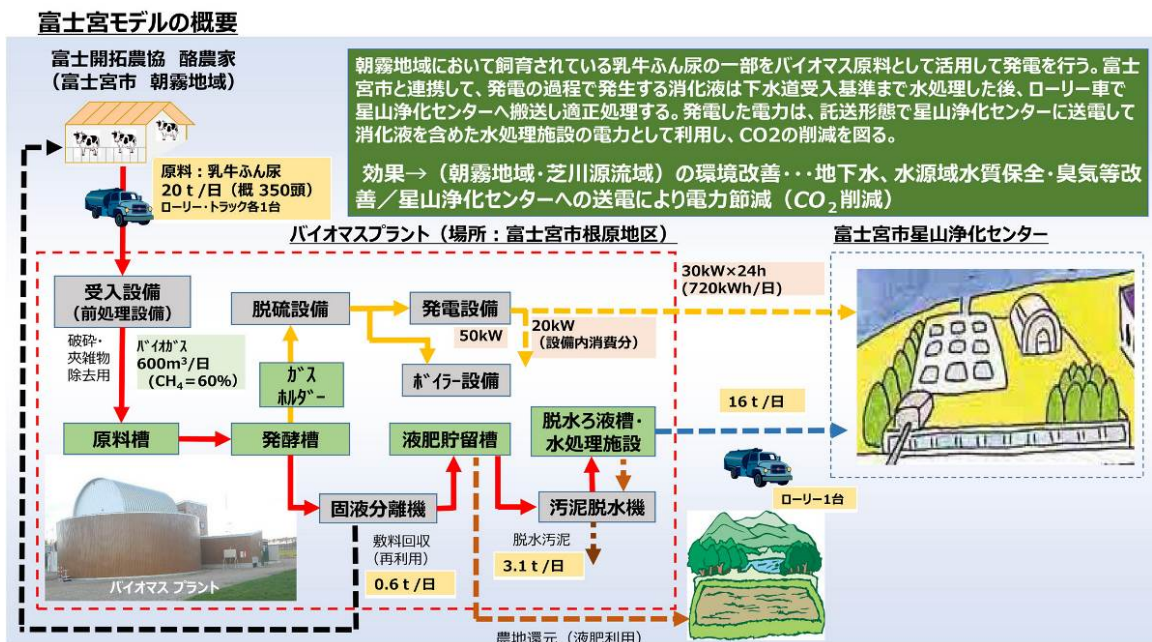 富士宮モデルの概要
富士開拓農協 酪農家
（富士宮市 朝霧地域）
朝霧地域において飼育されている乳牛ふん尿の一部をバイオマス原料として活用して発電を行う。富士
宮市と連携して、発電の過程で発生する消化液は下水道受入基準まで水処理した後、ローリー車で
星山浄化センターへ搬送し適正処理する。発電した電力は、託送形態で星山浄化センターに送電して
消化液を含めた水処理施設の電力として利用し、CO2の削減を図る。
効果→（朝霧地域・芝川源流域）の環境改善･･･地下水、水源域水質保全・臭気等改
善／星山浄化センターへの送電により電力節減（CO₂削減）
原料：乳牛ふん尿
20ｔ/日（概 350頭）
ローリー・トラック各1台
バイオマスプラント（場所：富士宮市根原地区）
富士宮市星山浄化センター
受入設備
（前処理設備）
破砕・
夾雑物
除去用
ﾊﾞｲｵｶﾞｽ
600m³/日
（CH₄＝60%）
脱硫設備
発電設備
50kW
20kW
（設備内消費分）
30kW×24h
（720kWh/日）
ｶﾞｽ
ﾎﾙﾀﾞｰ
ﾎﾞｲﾗｰ設備
原料槽
発酵槽
液肥貯留槽
脱水ろ液槽・
水処理施設
16ｔ/日
ローリー1台
固液分離機
汚泥脱水機
敷料回収
（再利用）
0.6ｔ/日
脱水汚泥
3.1ｔ/日
バイオマス プラント
農地還元（液肥利用）